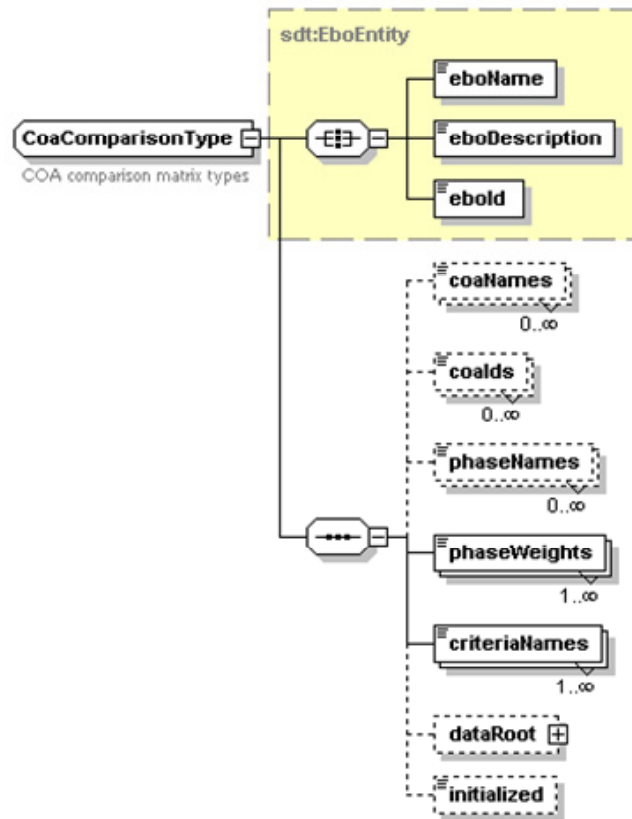 sdt:EboEntity
eboName
CoaComparisonType
eboDescription
COA comparison matrix types
eboId
coaNames
0..∞
coaIds
0..∞
phaseNames
0..∞
phaseWeights
1..∞
criteriaNames
1..∞
dataRoot
initialized